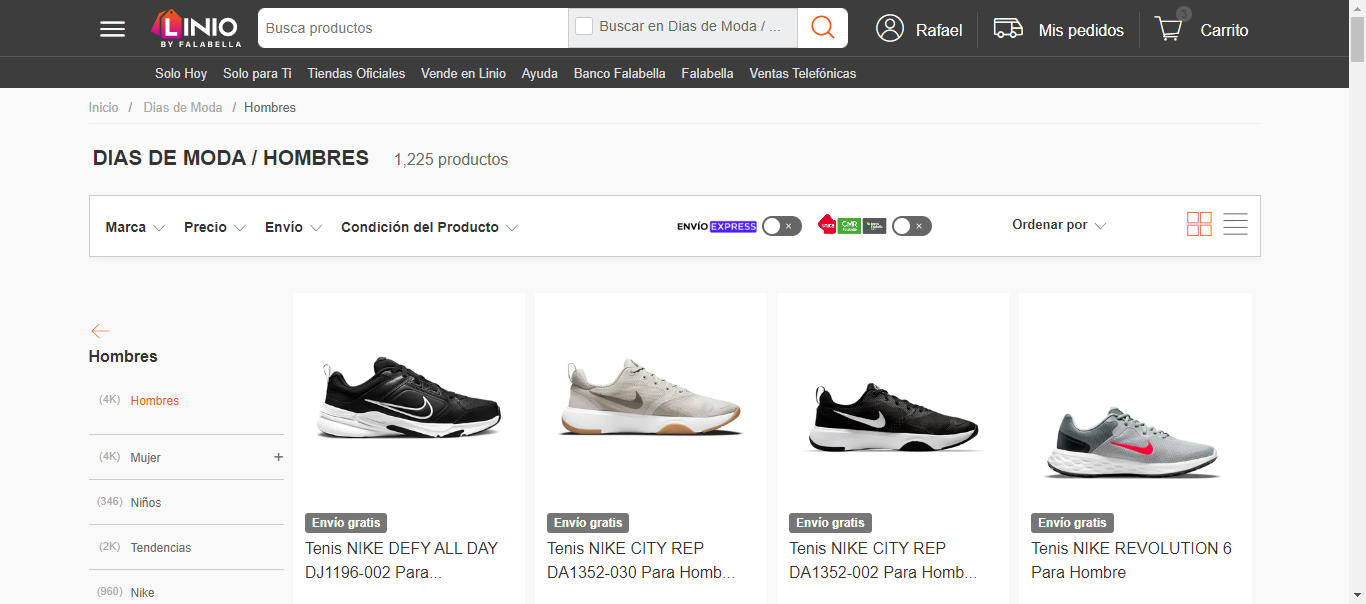 LINIO
BY FALABELLA
Busca productos
Buscar en Dias de Moda / ...
Rafael
Mis pedidos
3
Carrito
Solo Hoy
Solo para Ti
Tiendas Oficiales
Vende en Linio
Ayuda
Banco Falabella
Falabella
Ventas Telefónicas
Inicio / Dias de Moda / Hombres
DIAS DE MODA / HOMBRES
1,225 productos
Marca
Precio
Envío
Condición del Producto
ENVÍO EXPRESS
CMR
Ordenar por
Hombres
(4K) Hombres
(4K) Mujer +
(346) Niños
(2K) Tendencias
(960) Nike
Envío gratis
Tenis NIKE DEFY ALL DAY
DJ1196-002 Para...
Envío gratis
Tenis NIKE CITY REP
DA1352-030 Para Homb...
Envío gratis
Tenis NIKE CITY REP
DA1352-002 Para Homb...
Envío gratis
Tenis NIKE REVOLUTION 6
Para Hombre